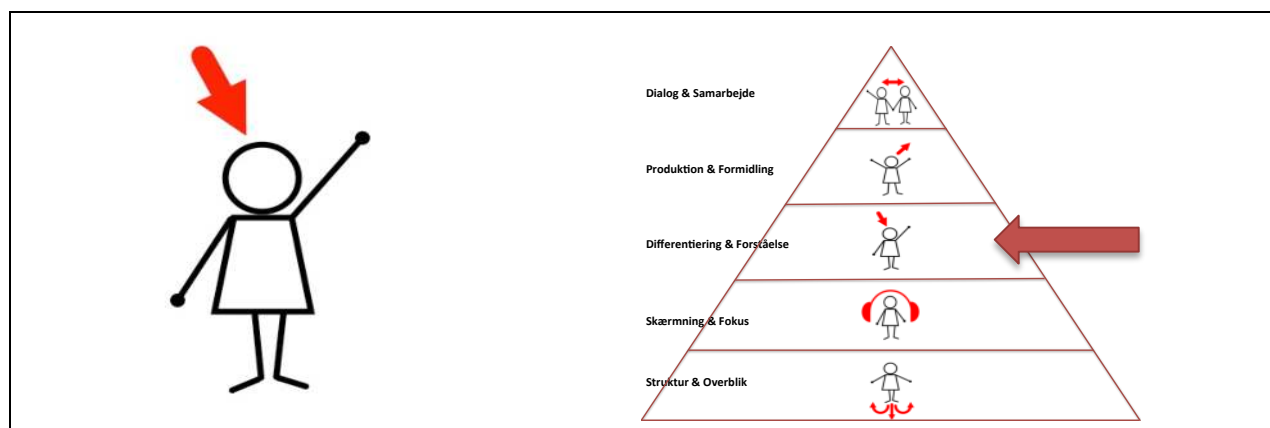 Dialog & Samarbejde
Produktion & Formidling
Differentiering & Forståelse
Skærmning & Fokus
Struktur & Overblik